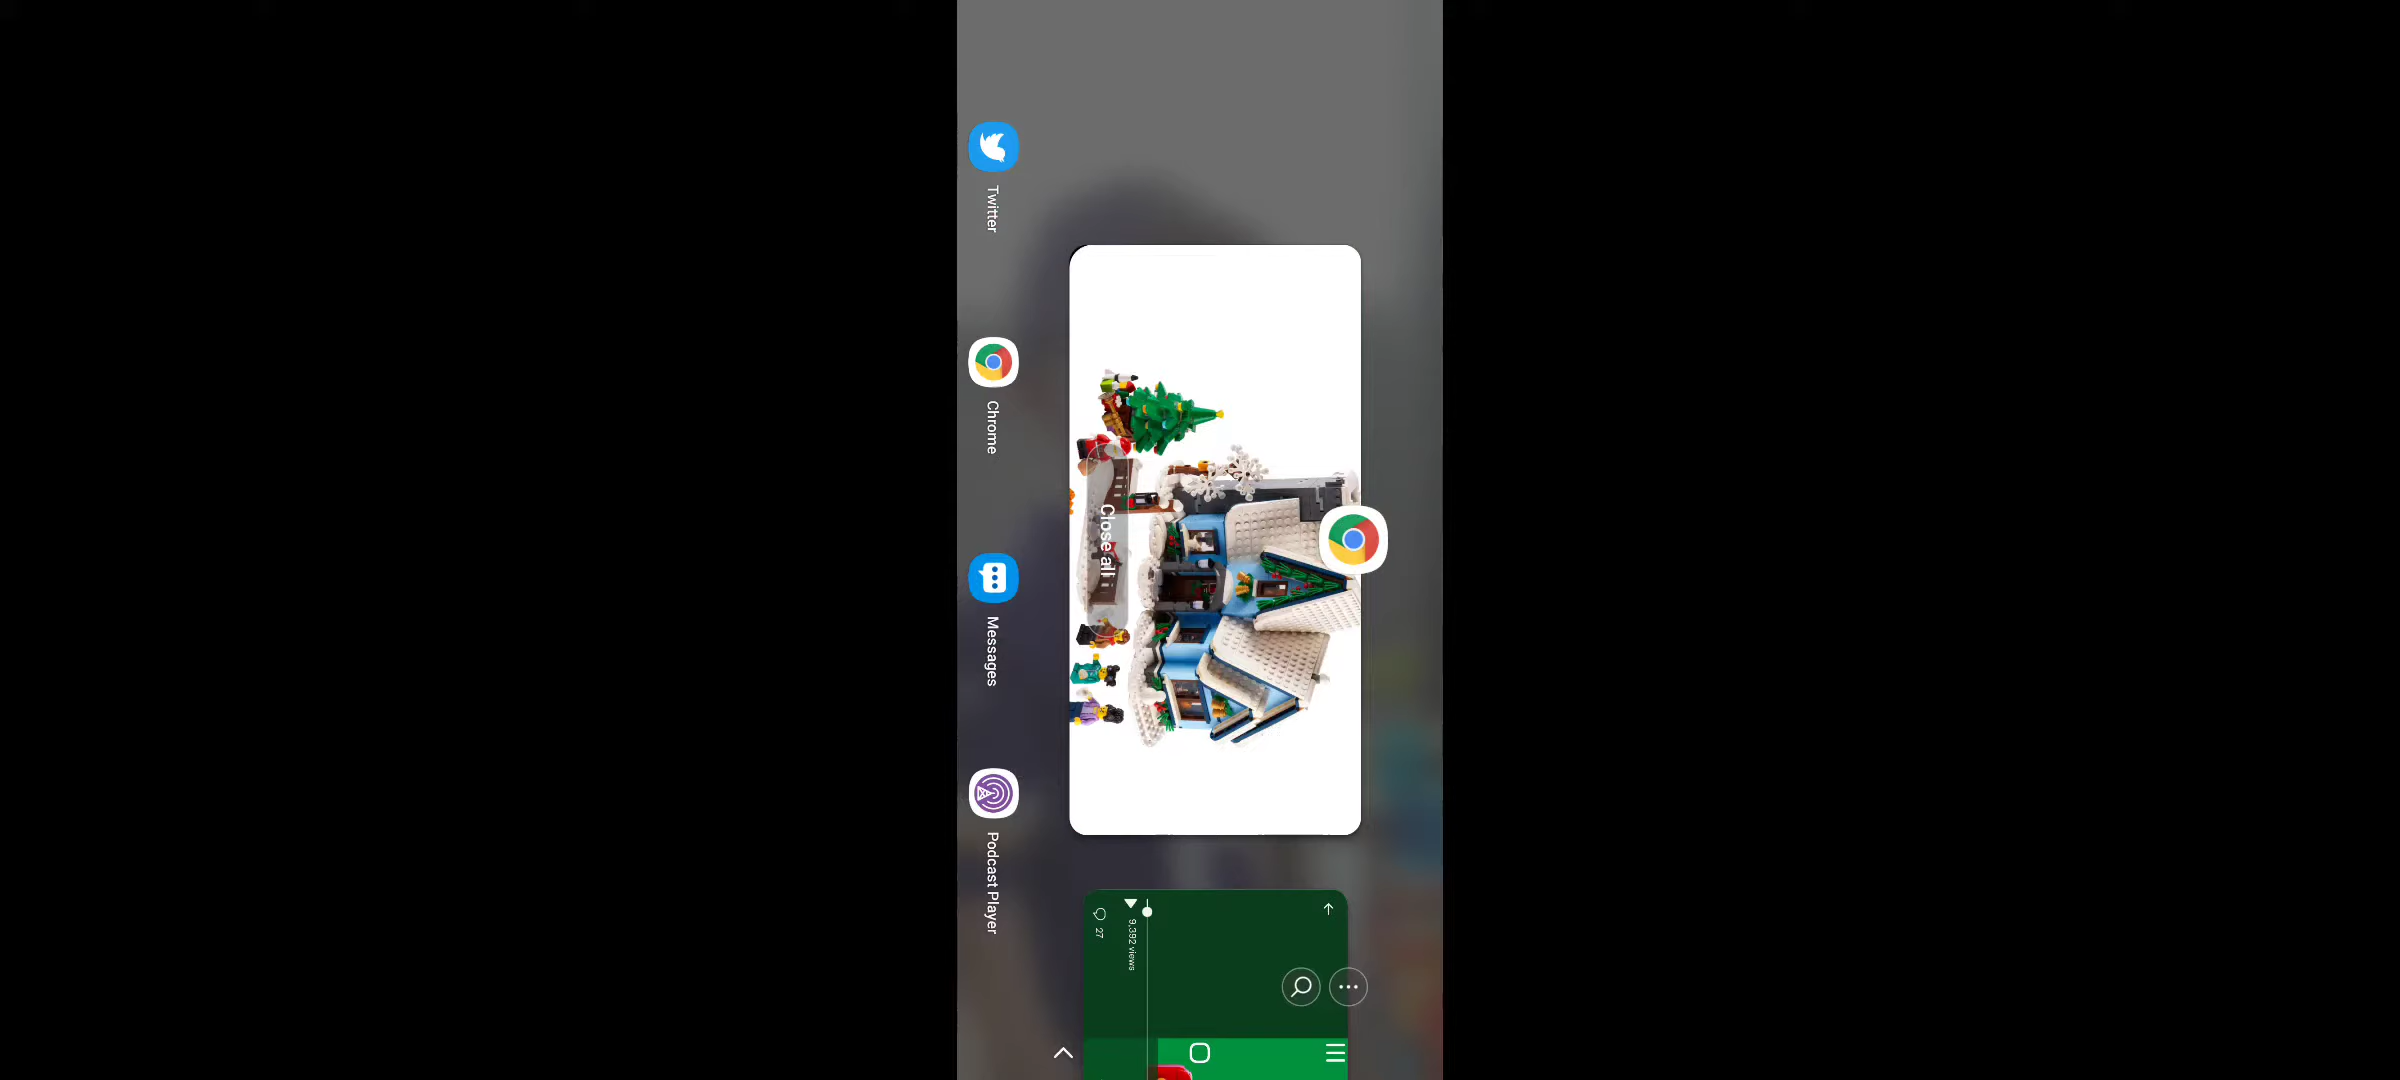 Twitter
Chrome
Messages
Podcast Player
Close all
9,392 views
27